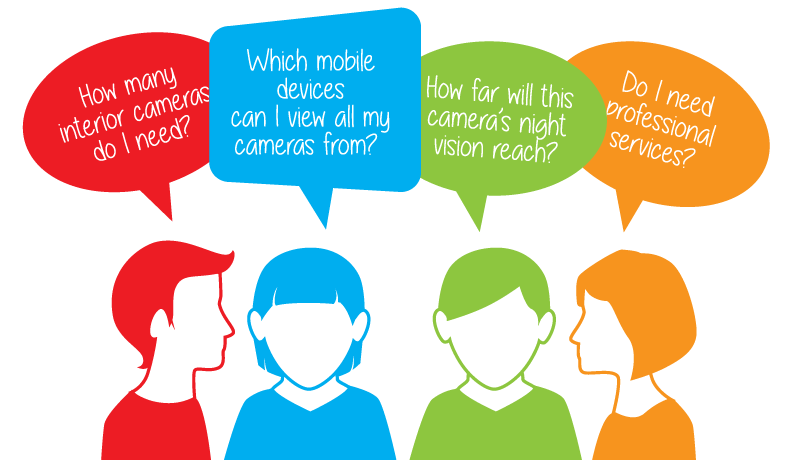 How many
interior cameras
do I need?
Which mobile
devices
can I view all my
cameras from?
How far will this
camera's night
vision reach?
Do I need
professional
services?